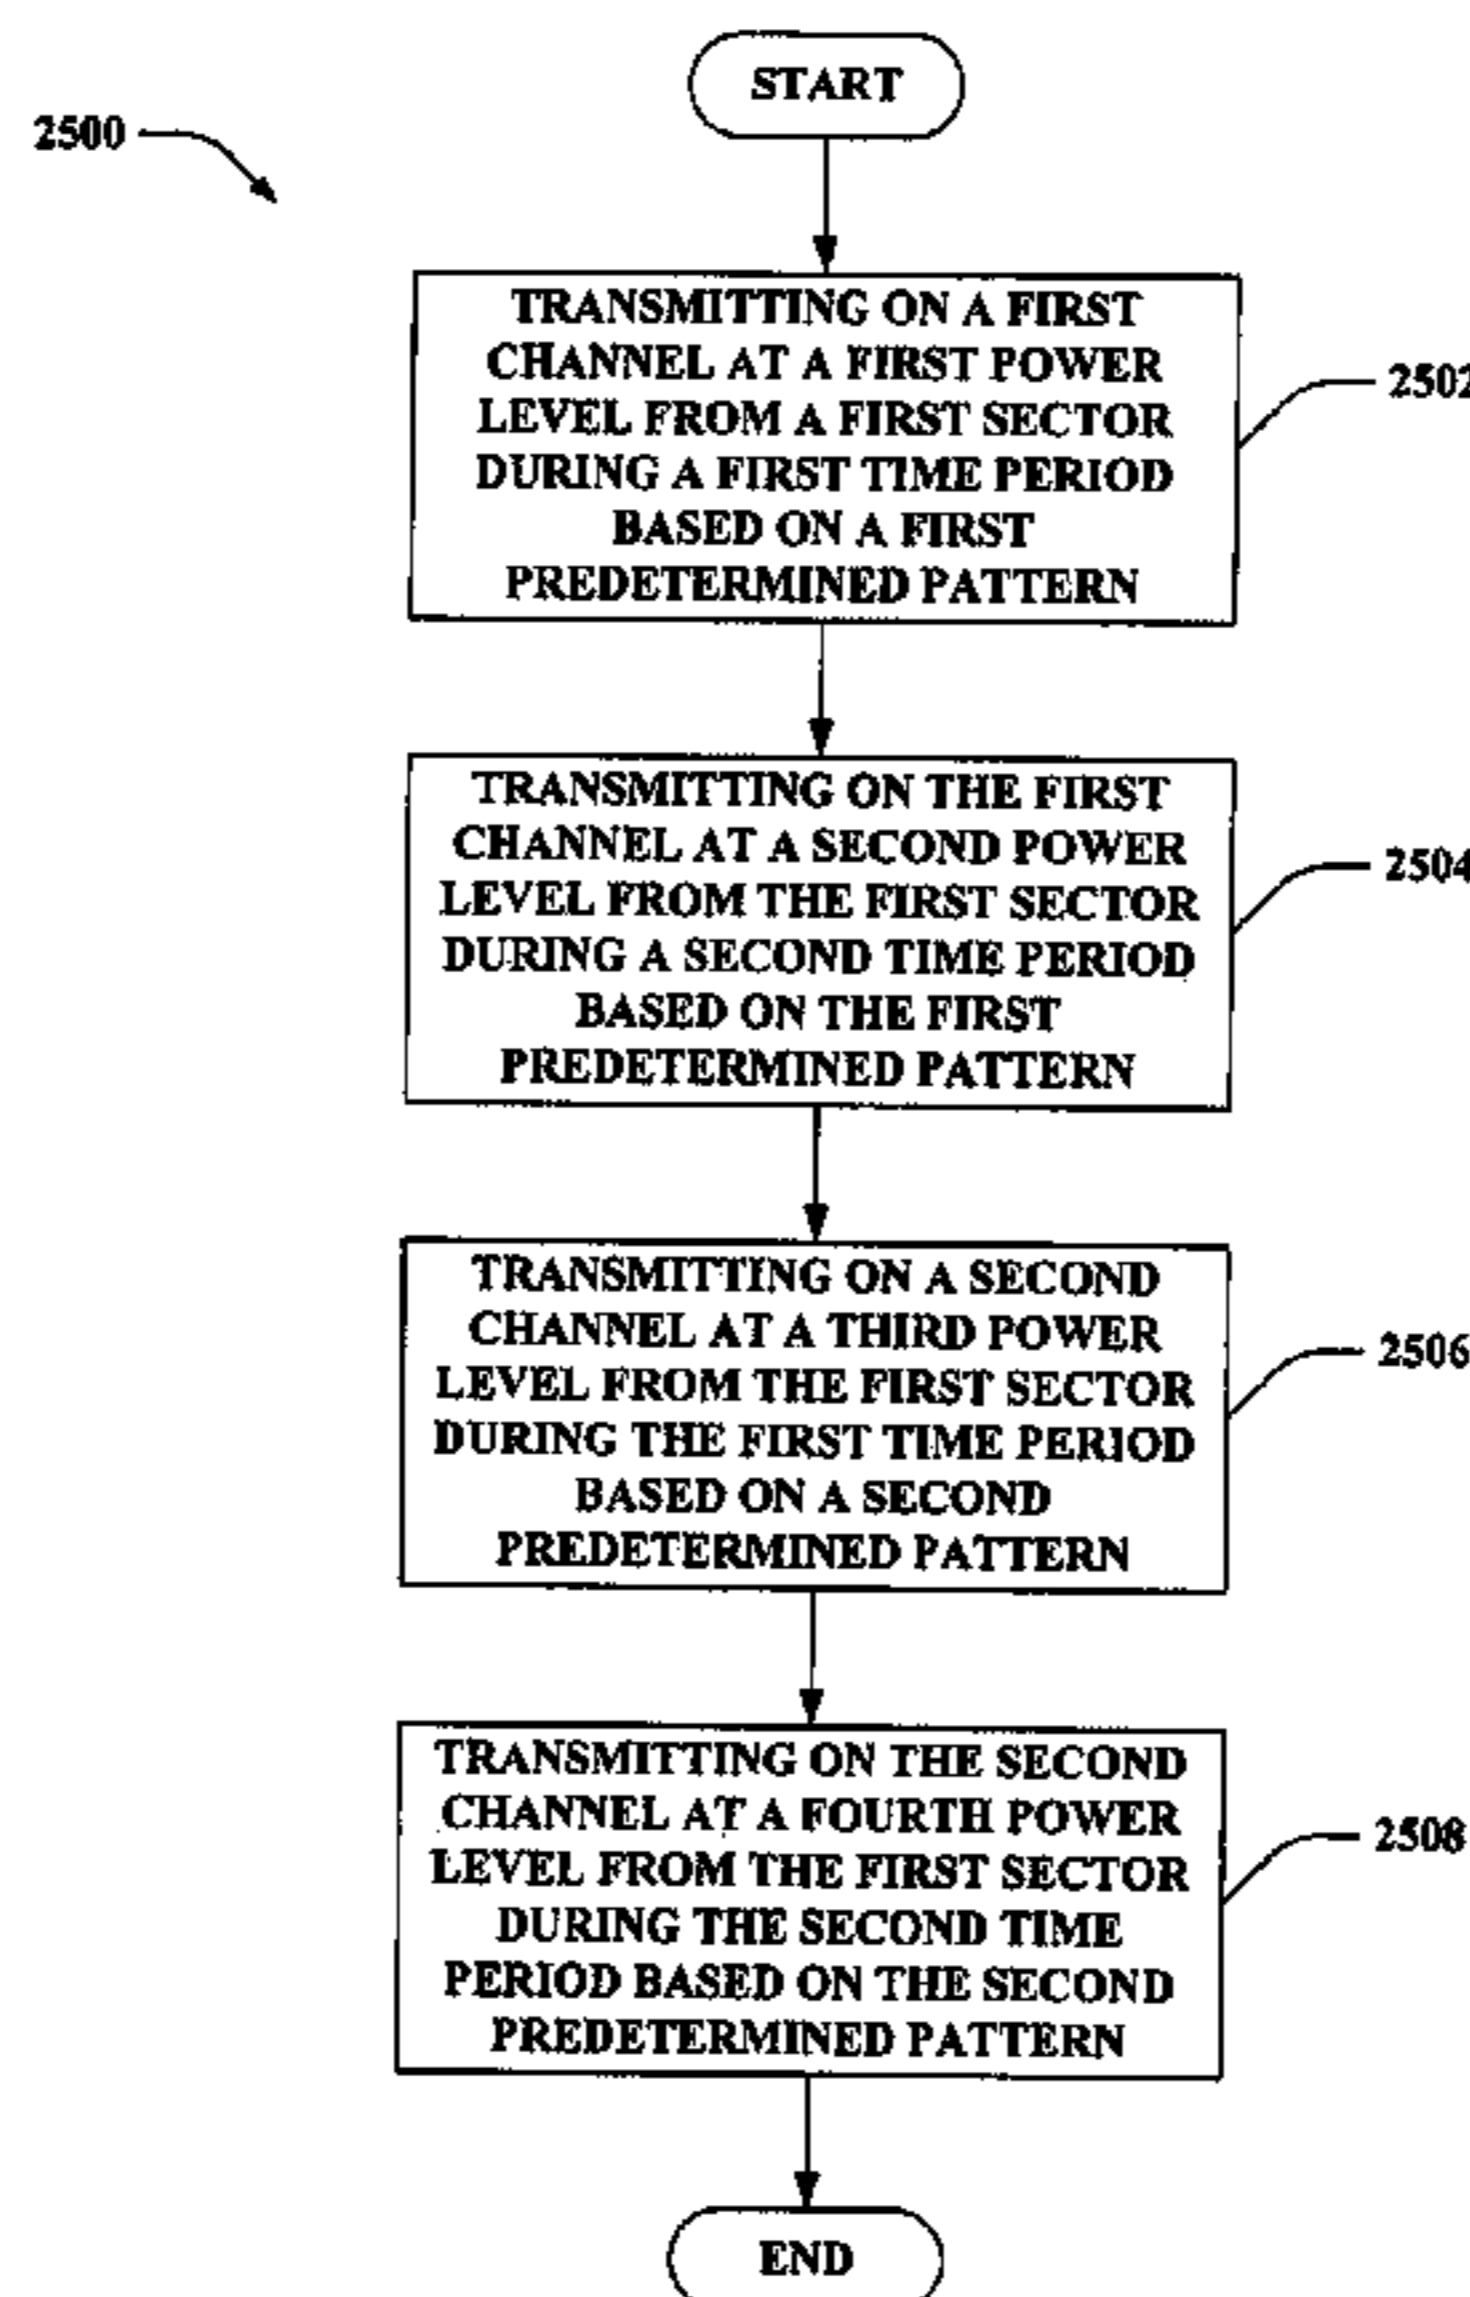 START
2500
TRANSMITTING ON A FIRST
CHANNEL AT A FIRST POWER
LEVEL FROM A FIRST SECTOR
DURING A FIRST TIME PERIOD
BASED ON A FIRST
PREDETERMINED PATTERN
2502
TRANSMITTING ON THE FIRST
CHANNEL AT A SECOND POWER
LEVEL FROM THE FIRST SECTOR
DURING A SECOND TIME PERIOD
BASED ON THE FIRST
PREDETERMINED PATTERN
2504
TRANSMITTING ON A SECOND
CHANNEL AT A THIRD POWER
LEVEL FROM THE FIRST SECTOR
DURING THE FIRST TIME PERIOD
BASED ON A SECOND
PREDETERMINED PATTERN
2506
TRANSMITTING ON THE SECOND
CHANNEL AT A FOURTH POWER
LEVEL FROM THE FIRST SECTOR
DURING THE SECOND TIME
PERIOD BASED ON THE SECOND
PREDETERMINED PATTERN
2508
END